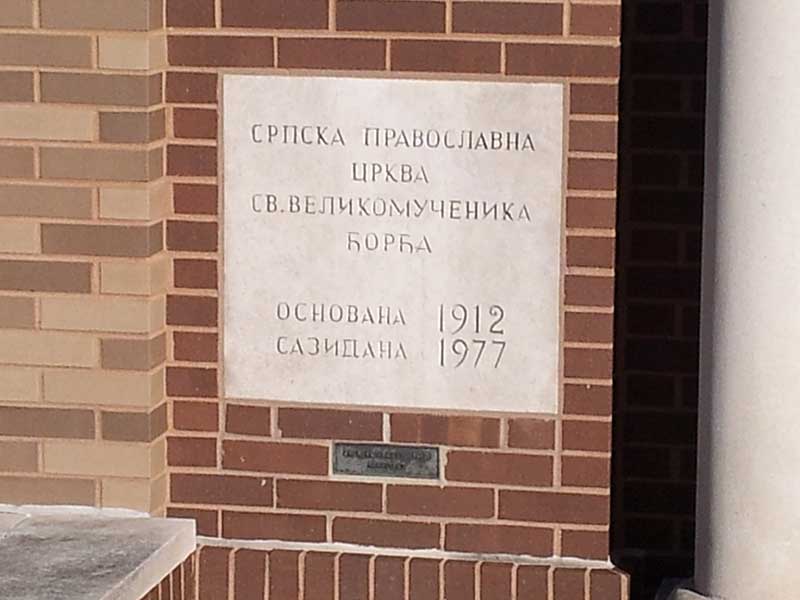 СРПСКА ПРАВОСЛАВНА
ЦРКВА
СВ.ВЕЛИКОМУЧЕНИКА
ЂОРЂА
ОСНОВАНА 1912
САЗИДАНА 1977